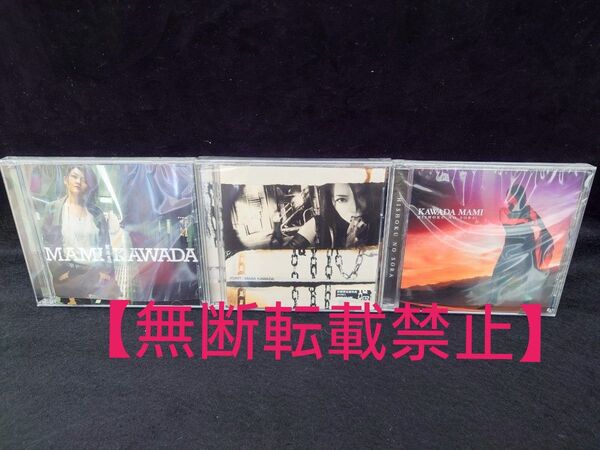 MAMI KAWADA
JOINT / MAMI KAWADA
HISHOKU NO SORA
KAWADA MAMI
HISHOKU NO SORA
【無断転載禁止】